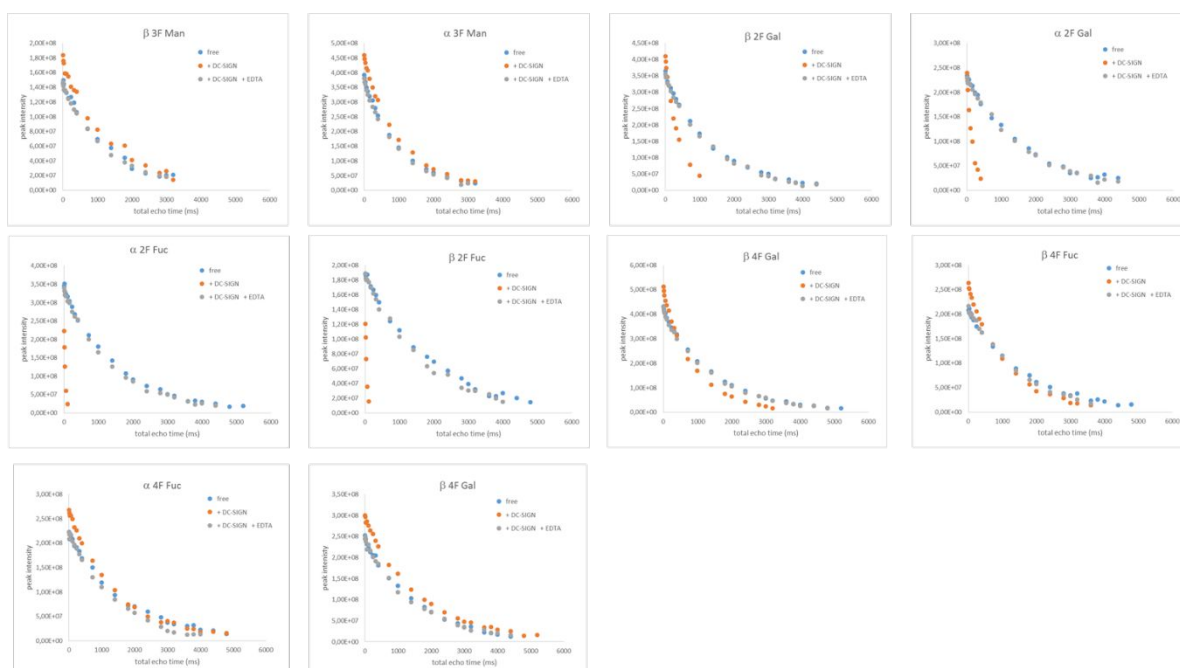 β 3F Man
2,00E+08
1,80E+08
1,60E+08
1,40E+08
1,20E+08
1,00E+08
8,00E+07
6,00E+07
4,00E+07
2,00E+07
0,00E+00
peak intensity
free
+ DC-SIGN
+ DC-SIGN + EDTA
0 1000 2000 3000 4000 5000 6000
total echo time (ms)
α 3F Man
5,00E+08
4,50E+08
4,00E+08
3,50E+08
3,00E+08
2,50E+08
2,00E+08
1,50E+08
1,00E+08
5,00E+07
0,00E+00
peak intensity
free
+ DC-SIGN
+ DC-SIGN + EDTA
0 1000 2000 3000 4000 5000 6000
total echo time (ms)
β 2F Gal
4,50E+08
4,00E+08
3,50E+08
3,00E+08
2,50E+08
2,00E+08
1,50E+08
1,00E+08
5,00E+07
0,00E+00
peak intensity
free
+ DC-SIGN
+ DC-SIGN + EDTA
0 1000 2000 3000 4000 5000 6000
total echo time (ms)
α 2F Gal
3,00E+08
2,50E+08
2,00E+08
1,50E+08
1,00E+08
5,00E+07
0,00E+00
peak intensity
free
+ DC-SIGN
+ DC-SIGN + EDTA
0 1000 2000 3000 4000 5000 6000
total echo time (ms)
α 2F Fuc
4,00E+08
3,50E+08
3,00E+08
2,50E+08
2,00E+08
1,50E+08
1,00E+08
5,00E+07
0,00E+00
peak intensity
free
+ DC-SIGN
+ DC-SIGN + EDTA
0 1000 2000 3000 4000 5000 6000
total echo time (ms)
β 2F Fuc
2,00E+08
1,80E+08
1,60E+08
1,40E+08
1,20E+08
1,00E+08
8,00E+07
6,00E+07
4,00E+07
2,00E+07
0,00E+00
peak intensity
free
+ DC-SIGN
+ DC-SIGN + EDTA
0 1000 2000 3000 4000 5000 6000
total echo time (ms)
β 4F Gal
6,00E+08
5,00E+08
4,00E+08
3,00E+08
2,00E+08
1,00E+08
0,00E+00
peak intensity
free
+ DC-SIGN
+ DC-SIGN + EDTA
0 1000 2000 3000 4000 5000 6000
total echo time (ms)
β 4F Fuc
3,00E+08
2,50E+08
2,00E+08
1,50E+08
1,00E+08
5,00E+07
0,00E+00
peak intensity
free
+ DC-SIGN
+ DC-SIGN + EDTA
0 1000 2000 3000 4000 5000 6000
total echo time (ms)
α 4F Fuc
3,00E+08
2,50E+08
2,00E+08
1,50E+08
1,00E+08
5,00E+07
0,00E+00
peak intensity
free
+ DC-SIGN
+ DC-SIGN + EDTA
0 1000 2000 3000 4000 5000 6000
total echo time (ms)
β 4F Gal
3,50E+08
3,00E+08
2,50E+08
2,00E+08
1,50E+08
1,00E+08
5,00E+07
0,00E+00
peak intensity
free
+ DC-SIGN
+ DC-SIGN + EDTA
0 1000 2000 3000 4000 5000 6000
total echo time (ms)